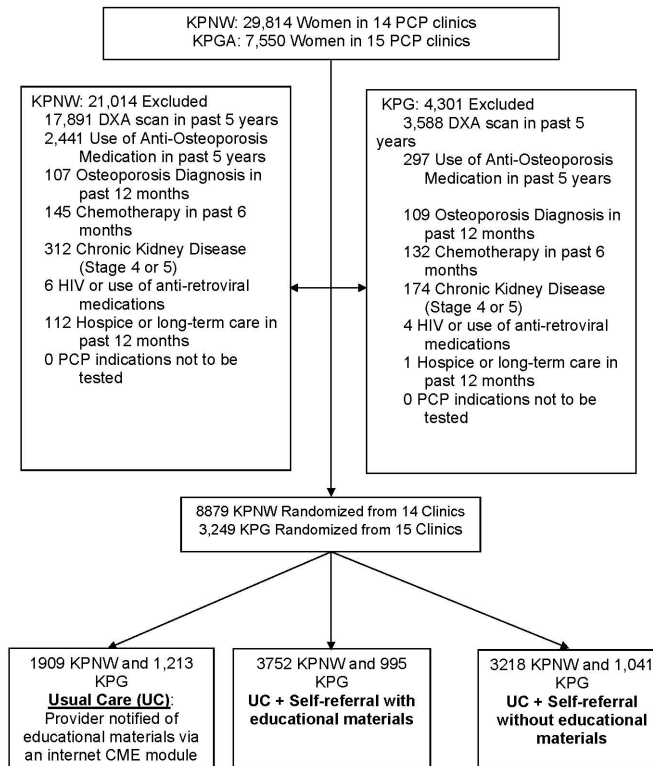 KPNW: 29,814 Women in 14 PCP clinics
KPGA: 7,550 Women in 15 PCP clinics
KPNW: 21,014 Excluded
17,891 DXA scan in past 5 years
2,441 Use of Anti-Osteoporosis
Medication in past 5 years
107 Osteoporosis Diagnosis in
past 12 months
145 Chemotherapy in past 6
months
312 Chronic Kidney Disease
(Stage 4 or 5)
6 HIV or use of anti-retroviral
medications
112 Hospice or long-term care in
past 12 months
0 PCP indications not to be
tested
KPG: 4,301 Excluded
3,588 DXA scan in past 5
years
297 Use of Anti-Osteoporosis
Medication in past 5 years
109 Osteoporosis Diagnosis in
past 12 months
132 Chemotherapy in past 6
months
174 Chronic Kidney Disease
(Stage 4 or 5)
4 HIV or use of anti-retroviral
medications
1 Hospice or long-term care in
past 12 months
0 PCP indications not to be
tested
8879 KPNW Randomized from 14 Clinics
3,249 KPG Randomized from 15 Clinics
1909 KPNW and 1,213
KPG
Usual Care (UC):
Provider notified of
educational materials via
an internet CME module
3752 KPNW and 995
KPG
UC + Self-referral with
educational materials
3218 KPNW and 1,041
KPG
UC + Self-referral
without educational
materials